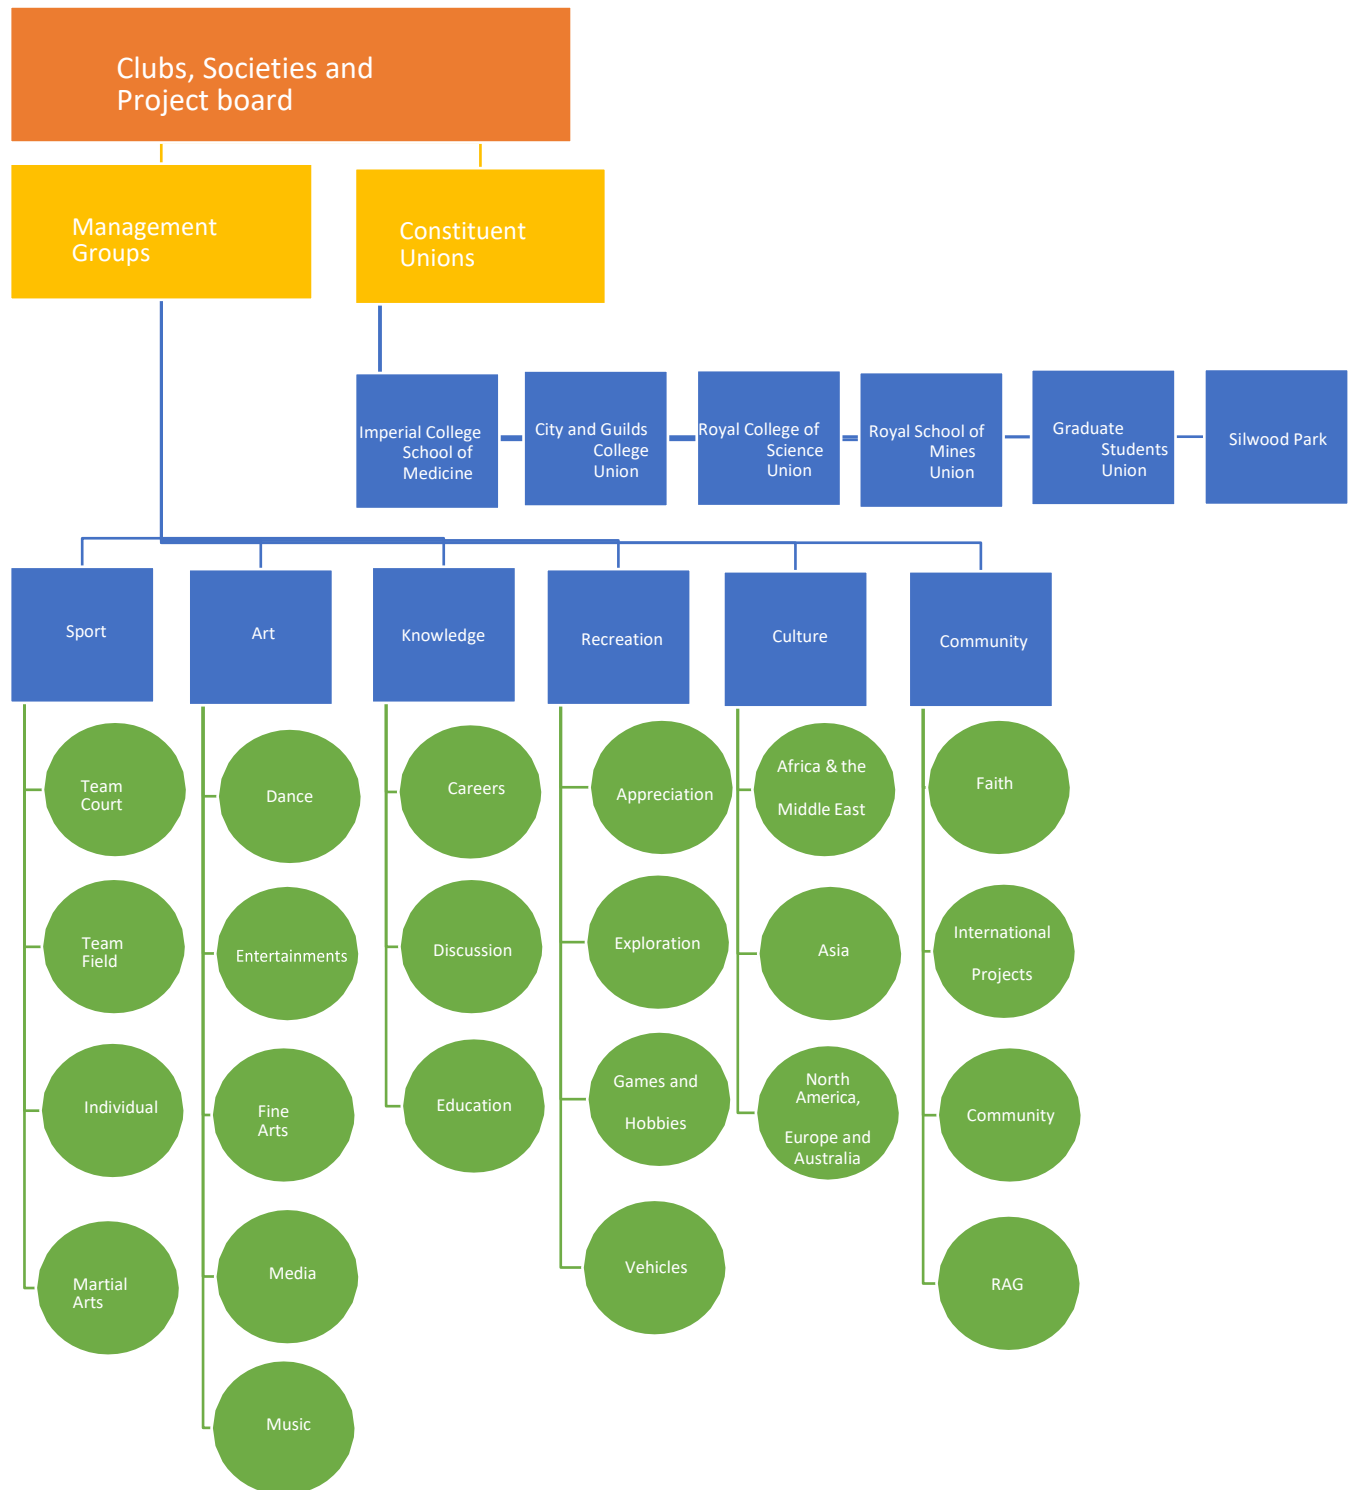 Clubs, Societies and
Project board
Management
Groups
Constituent
Unions
Imperial College
School of
Medicine
City and Guilds
College
Union
Royal College of
Science
Union
Royal School of
Mines
Union
Graduate
Students
Union
Silwood Park
Sport
Art
Knowledge
Recreation
Culture
Community
Team
Court
Dance
Careers
Appreciation
Africa & the
Middle East
Faith
Team
Field
Entertainments
Discussion
Exploration
Asia
International
Projects
Individual
Fine
Arts
Education
Games and
Hobbies
North
America,
Europe and
Australia
Community
Martial
Arts
Media
Vehicles
RAG
Music